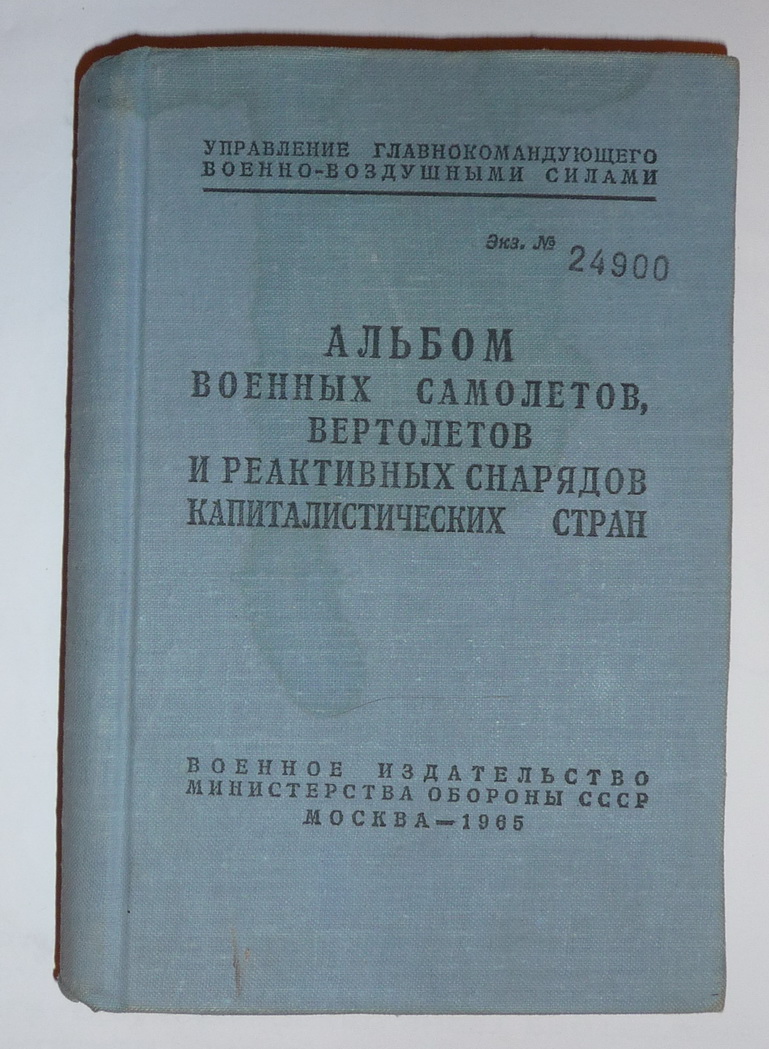 УПРАВЛЕНИЕ ГЛАВНОКОМАНДУЮЩЕГО
ВОЕННО-ВОЗДУШНЫМИ СИЛАМИ
Экз. № 24900
АЛЬБОМ
ВОЕННЫХ САМОЛЕТОВ,
ВЕРТОЛЕТОВ
И РЕАКТИВНЫХ СНАРЯДОВ
КАПИТАЛИСТИЧЕСКИХ СТРАН
ВОЕННОЕ ИЗДАТЕЛЬСТВО
МИНИСТЕРСТВА ОБОРОНЫ СССР
МОСКВА—1965